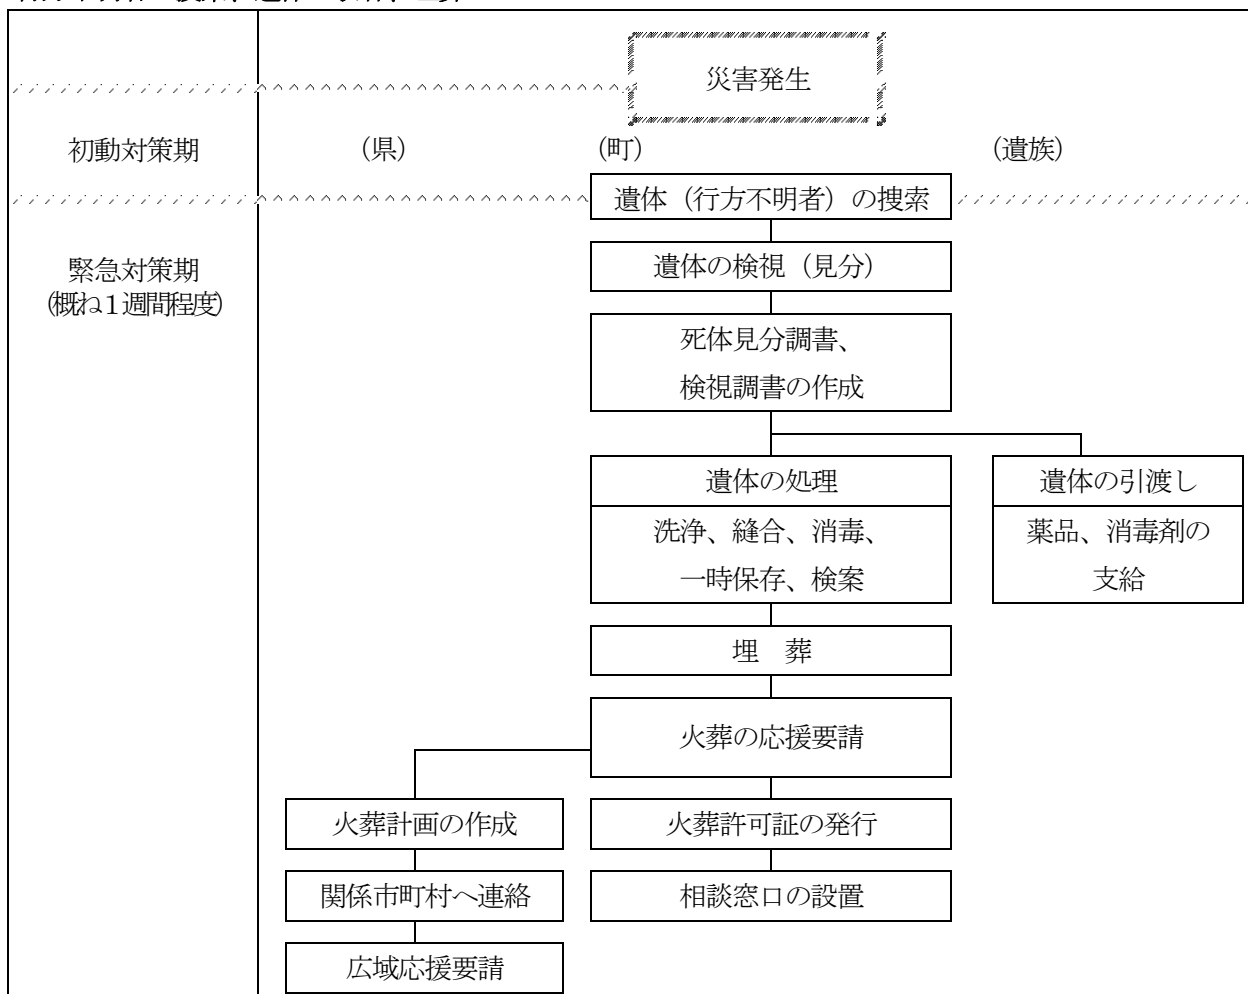 災害発生
初動対策期
（県）
（町）
（遺族）
遺体（行方不明者）の捜索
緊急対策期
（概ね１週間程度）
遺体の検視（見分）
死体見分調書、
検視調書の作成
遺体の処理
洗浄、縫合、消毒、
一時保存、検案
遺体の引渡し
薬品、消毒剤の
支給
埋　葬
火葬の応援要請
火葬計画の作成
火葬許可証の発行
関係市町村へ連絡
相談窓口の設置
広域応援要請